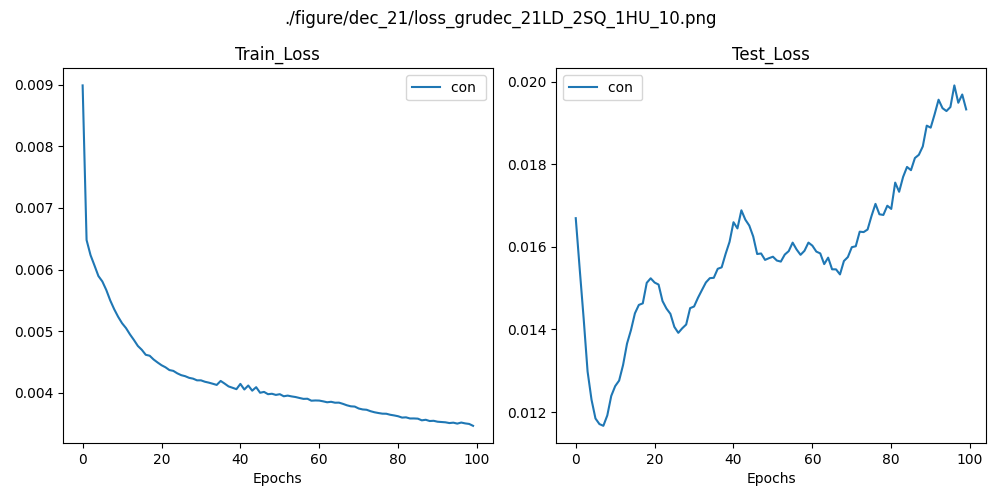 ./figure/dec_21/loss_grudec_21LD_2SQ_1HU_10.png
Train_Loss
con
0.009
0.008
0.007
0.006
0.005
0.004
0 20 40 60 80 100
Epochs
Test_Loss
con
0.020
0.018
0.016
0.014
0.012
0 20 40 60 80 100
Epochs